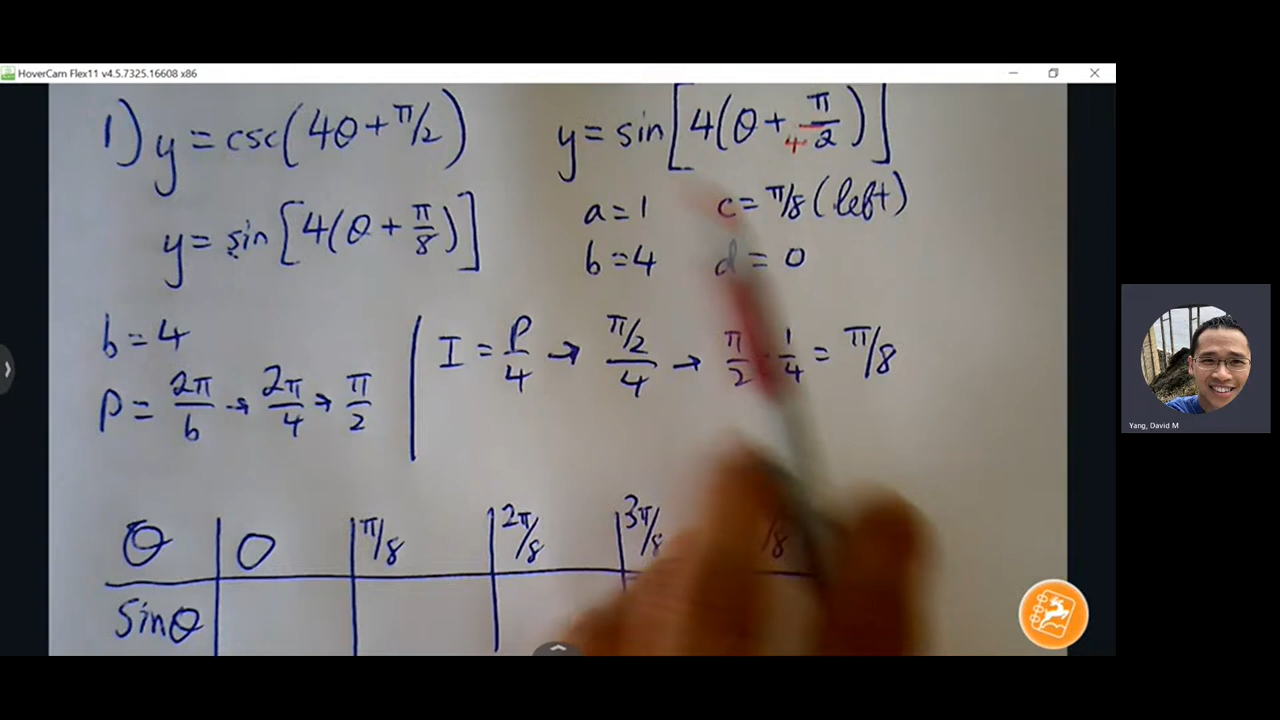 HoverCam Flex11 v4.5.7325.16608 x86
1) y = csc(4θ + π/2)
y = sin[4(θ + π/8)]
y = sin[4(θ + π/2 4)]
a = 1 c = π/8 (left)
b = 4 d = 0
b = 4
P = 2π/b → 2π/4 → π/2
I = P/4 → π/2/4 → π/2 · 1/4 = π/8
θ 0 π/8 2π/8 3π/8 /8
sinθ
Yang, David M